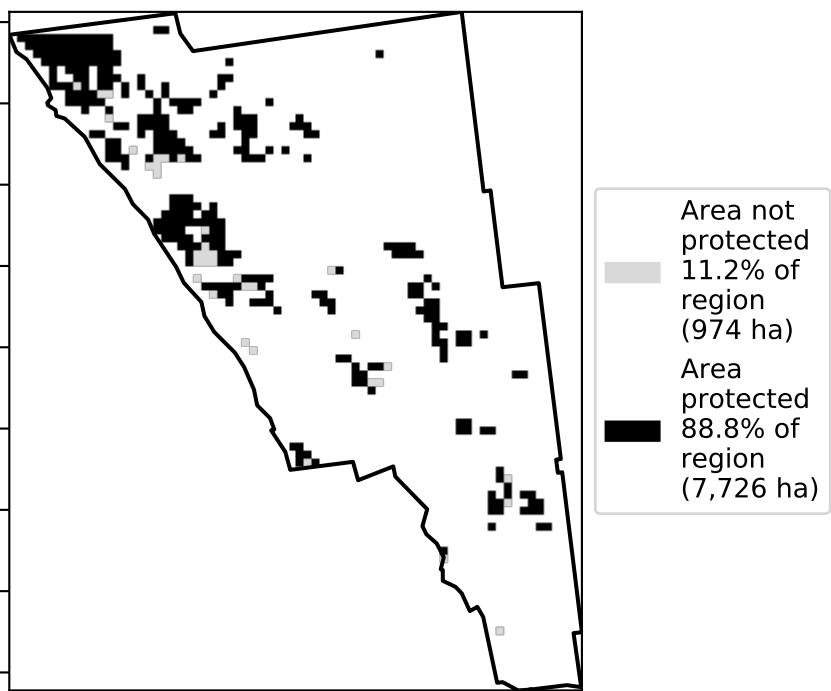 Area not
protected
11.2% of
region
(974 ha)
Area
protected
88.8% of
region
(7,726 ha)